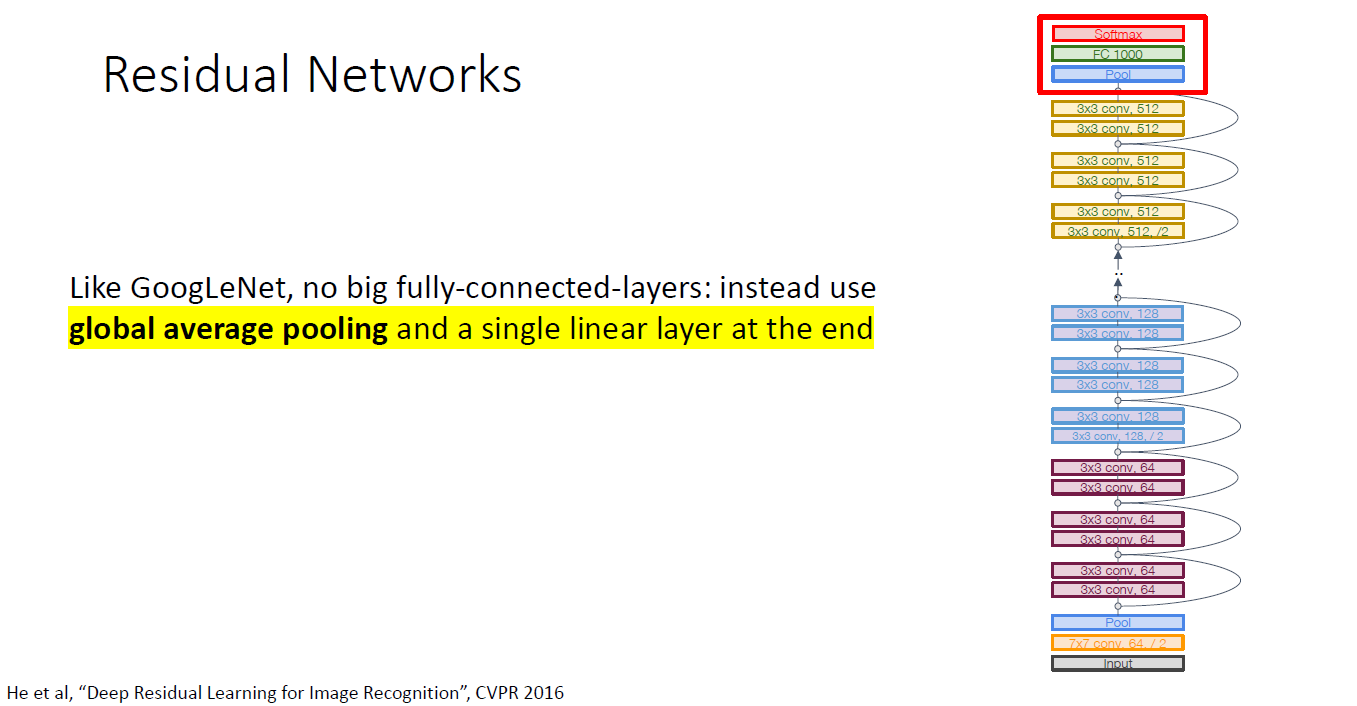 Residual Networks
Like GoogLeNet, no big fully-connected-layers: instead use
global average pooling and a single linear layer at the end
Softmax
FC 1000
Pool
3x3 conv, 512
3x3 conv, 512
3x3 conv, 512
3x3 conv, 512
3x3 conv, 512
3x3 conv, 512, /2
..
3x3 conv, 128
3x3 conv, 128
3x3 conv, 128
3x3 conv, 128
3x3 conv, 128
3x3 conv, 128, / 2
3x3 conv, 64
3x3 conv, 64
3x3 conv, 64
3x3 conv, 64
3x3 conv, 64
3x3 conv, 64
Pool
7x7 conv, 64, / 2
Input
He et al, “Deep Residual Learning for Image Recognition”, CVPR 2016